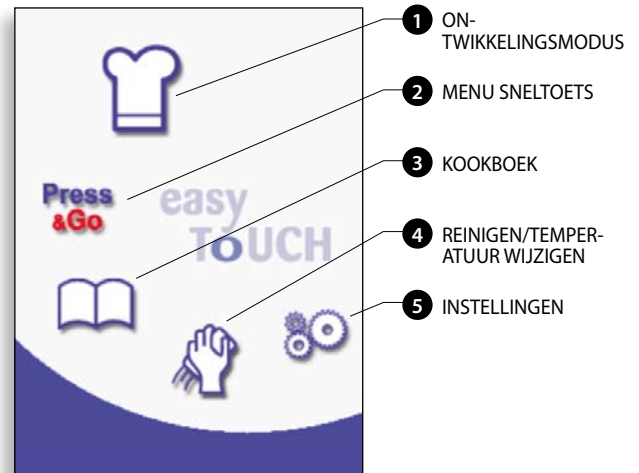 1 ON-
TWIKKELINGSMODUS
2 MENU SNELTOETS
3 KOOKBOEK
4 REINIGEN/TEMPER-
ATUUR WIJZIGEN
5 INSTELLINGEN
Press
&Go
easy
ToUCH